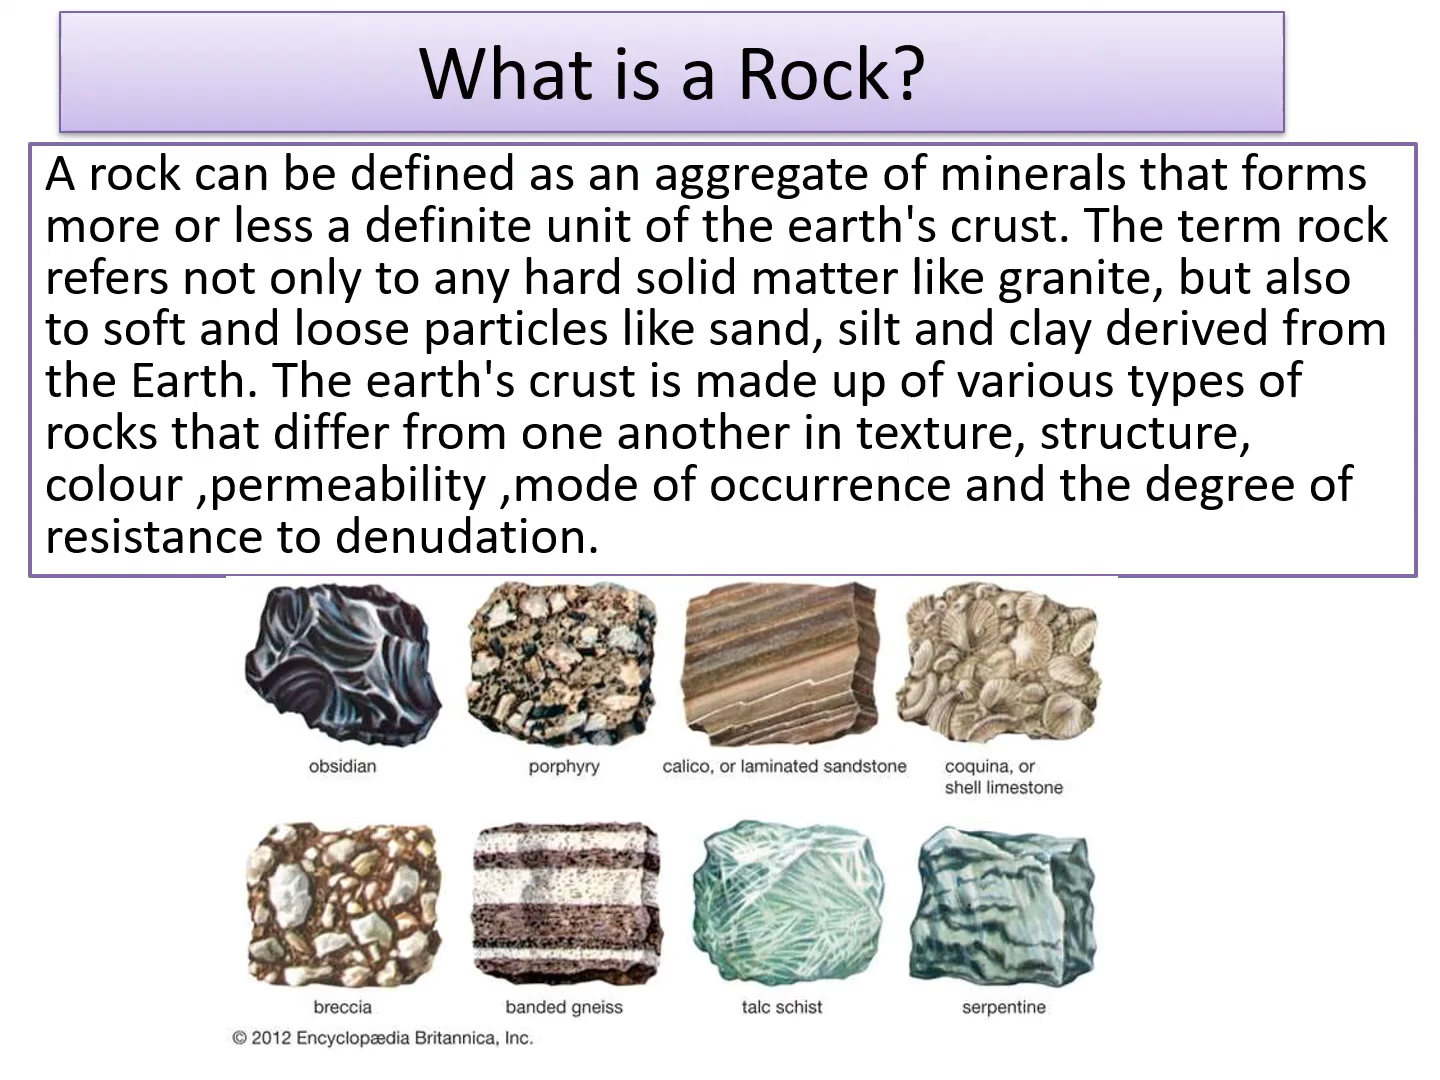 What is a Rock?
A rock can be defined as an aggregate of minerals that forms
more or less a definite unit of the earth's crust. The term rock
refers not only to any hard solid matter like granite, but also
to soft and loose particles like sand, silt and clay derived from
the Earth. The earth's crust is made up of various types of
rocks that differ from one another in texture, structure,
colour ,permeability ,mode of occurrence and the degree of
resistance to denudation.
obsidian
porphyry
calico, or laminated sandstone
coquina, or
shell limestone
breccia
banded gneiss
talc schist
serpentine
© 2012 Encyclopædia Britannica, Inc.